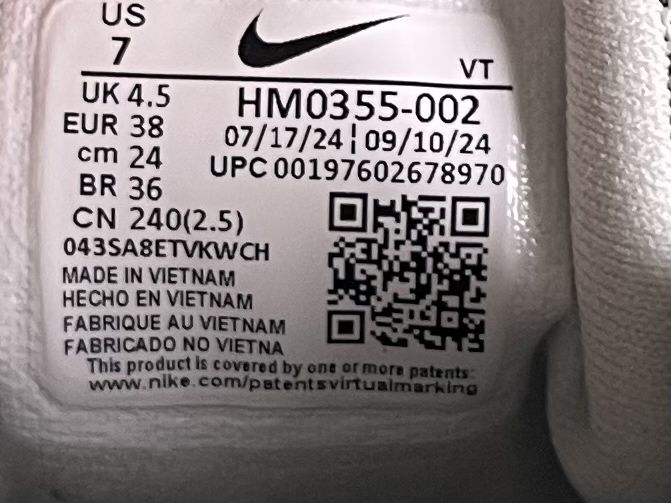 US
7
VT
UK 4.5
EUR 38
cm 24
BR 36
CN 240(2.5)
HM0355-002
07/17/24¦09/10/24
UPC 00197602678970
043SA8ETVKWCH
MADE IN VIETNAM
HECHO EN VIETNAM
FABRIQUE AU VIETNAM
FABRICADO NO VIETNA
This product is covered by one or more patents:
www.nike.com/patentsvirtualmarking